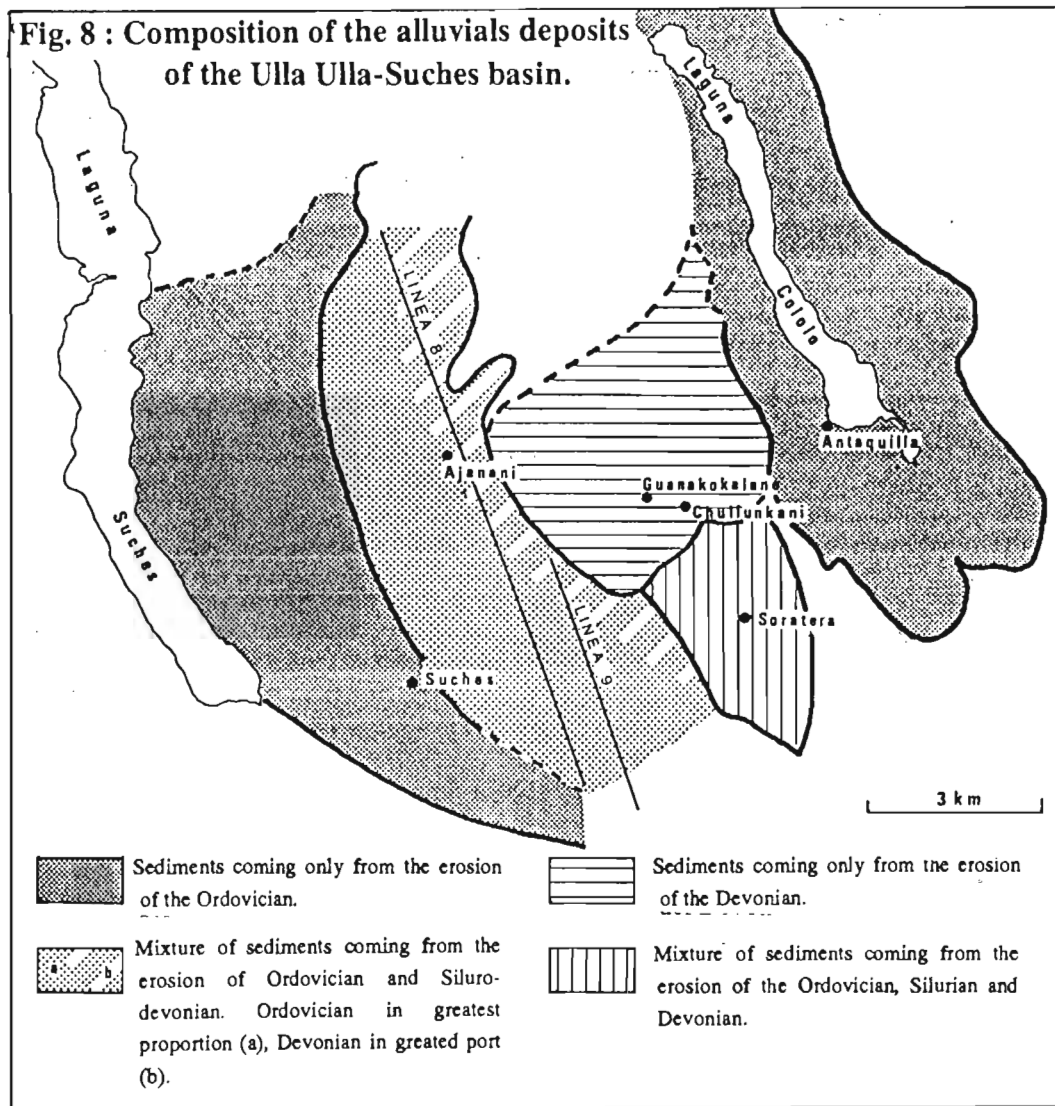 Fig. 8 : Composition of the alluvials deposits
of the Ulla Ulla-Suches basin.
Laguna
Suches
Laguna
Cololo
LINEA 8
LINEA 9
Ajanani
Antaquilla
Guanakokalano
Chullunkani
Soratera
Suches
3 km
Sediments coming only from the erosion
of the Ordovician.
Sediments coming only from the erosion
of the Devonian.
a b
Mixture of sediments coming from the
erosion of Ordovician and Siluro-
devonian. Ordovician in greatest
proportion (a), Devonian in greated port
(b).
Mixture of sediments coming from the
erosion of the Ordovician, Silurian and
Devonian.